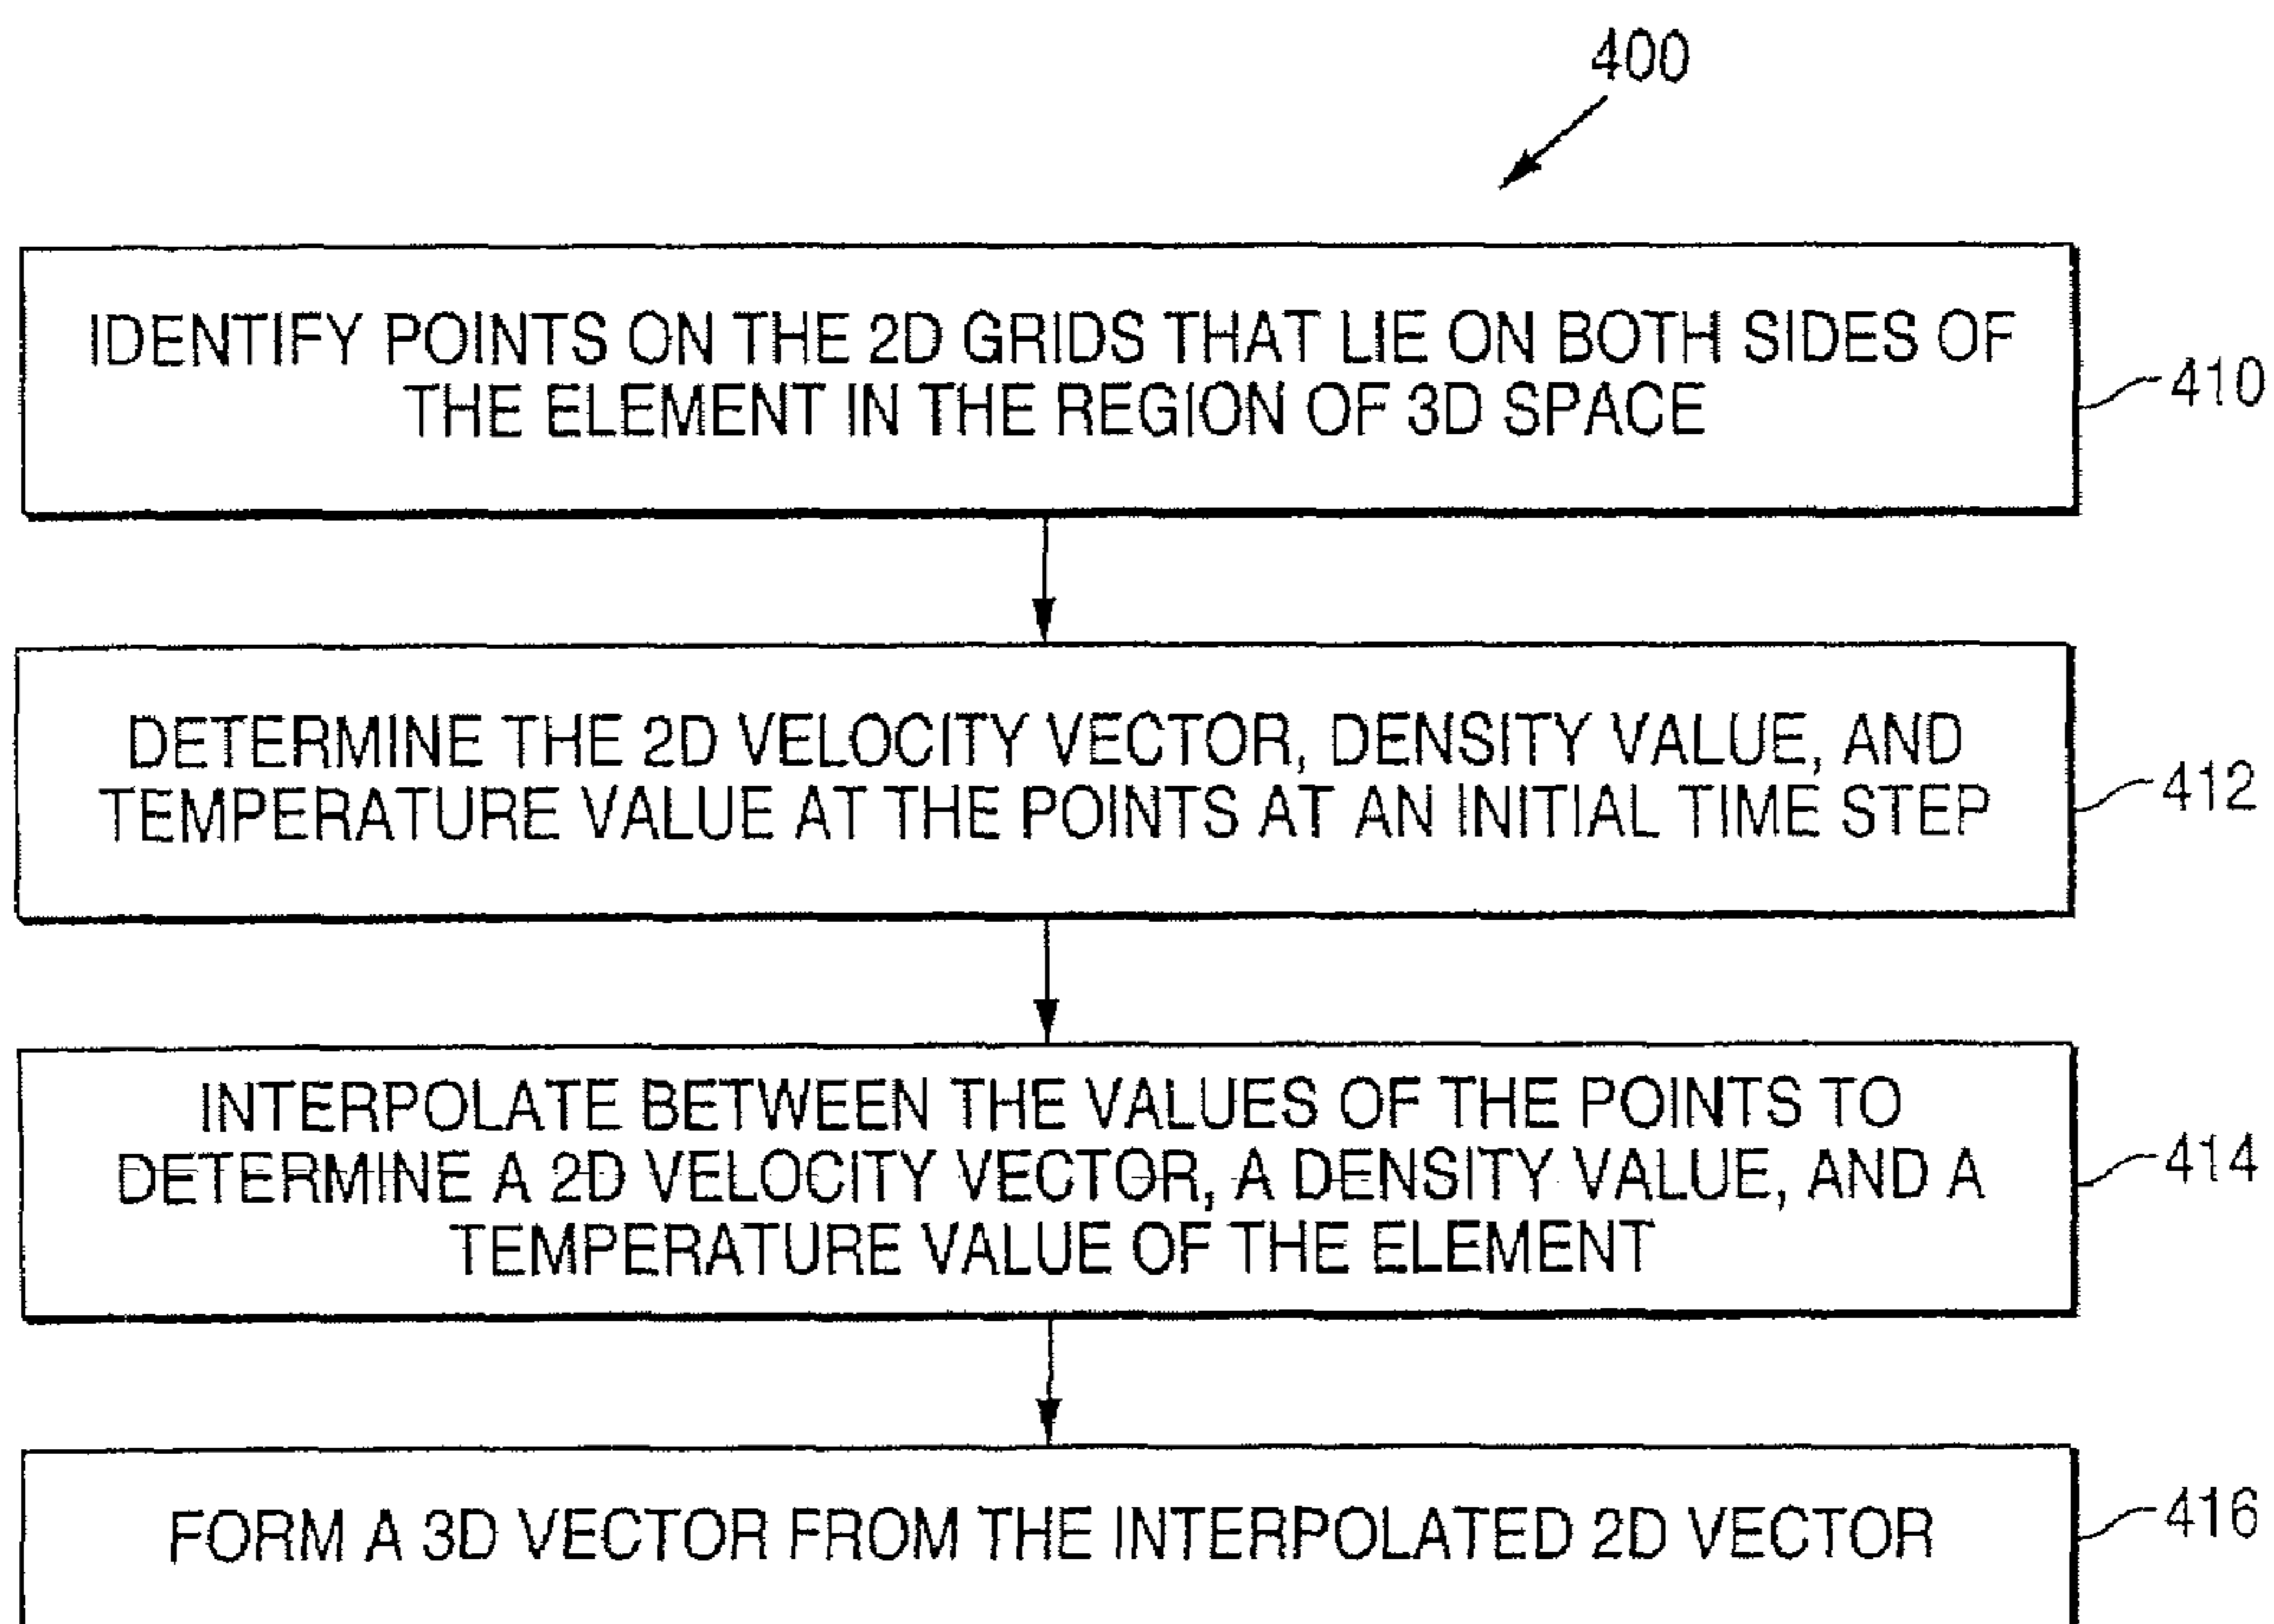 400
IDENTIFY POINTS ON THE 2D GRIDS THAT LIE ON BOTH SIDES OF
THE ELEMENT IN THE REGION OF 3D SPACE
410
DETERMINE THE 2D VELOCITY VECTOR, DENSITY VALUE, AND
TEMPERATURE VALUE AT THE POINTS AT AN INITIAL TIME STEP
412
INTERPOLATE BETWEEN THE VALUES OF THE POINTS TO
DETERMINE A 2D VELOCITY VECTOR, A DENSITY VALUE, AND A
TEMPERATURE VALUE OF THE ELEMENT
414
FORM A 3D VECTOR FROM THE INTERPOLATED 2D VECTOR
416